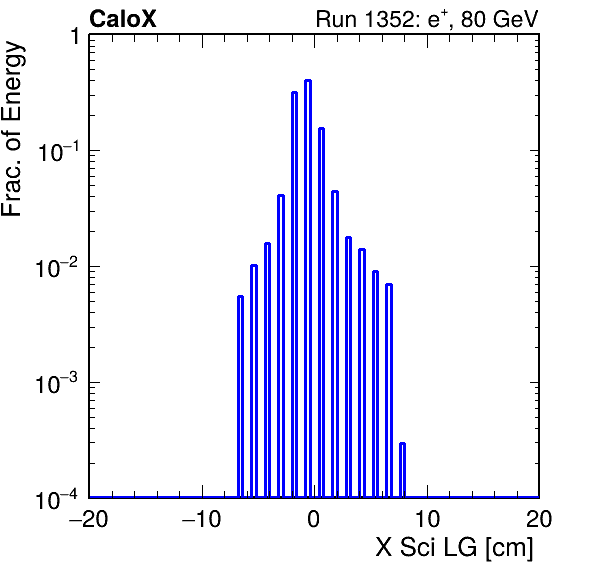 CaloX Run 1352: e⁺, 80 GeV
Frac. of Energy
1
10⁻¹
10⁻²
10⁻³
10⁻⁴
−20 −10 0 10 20
X Sci LG [cm]